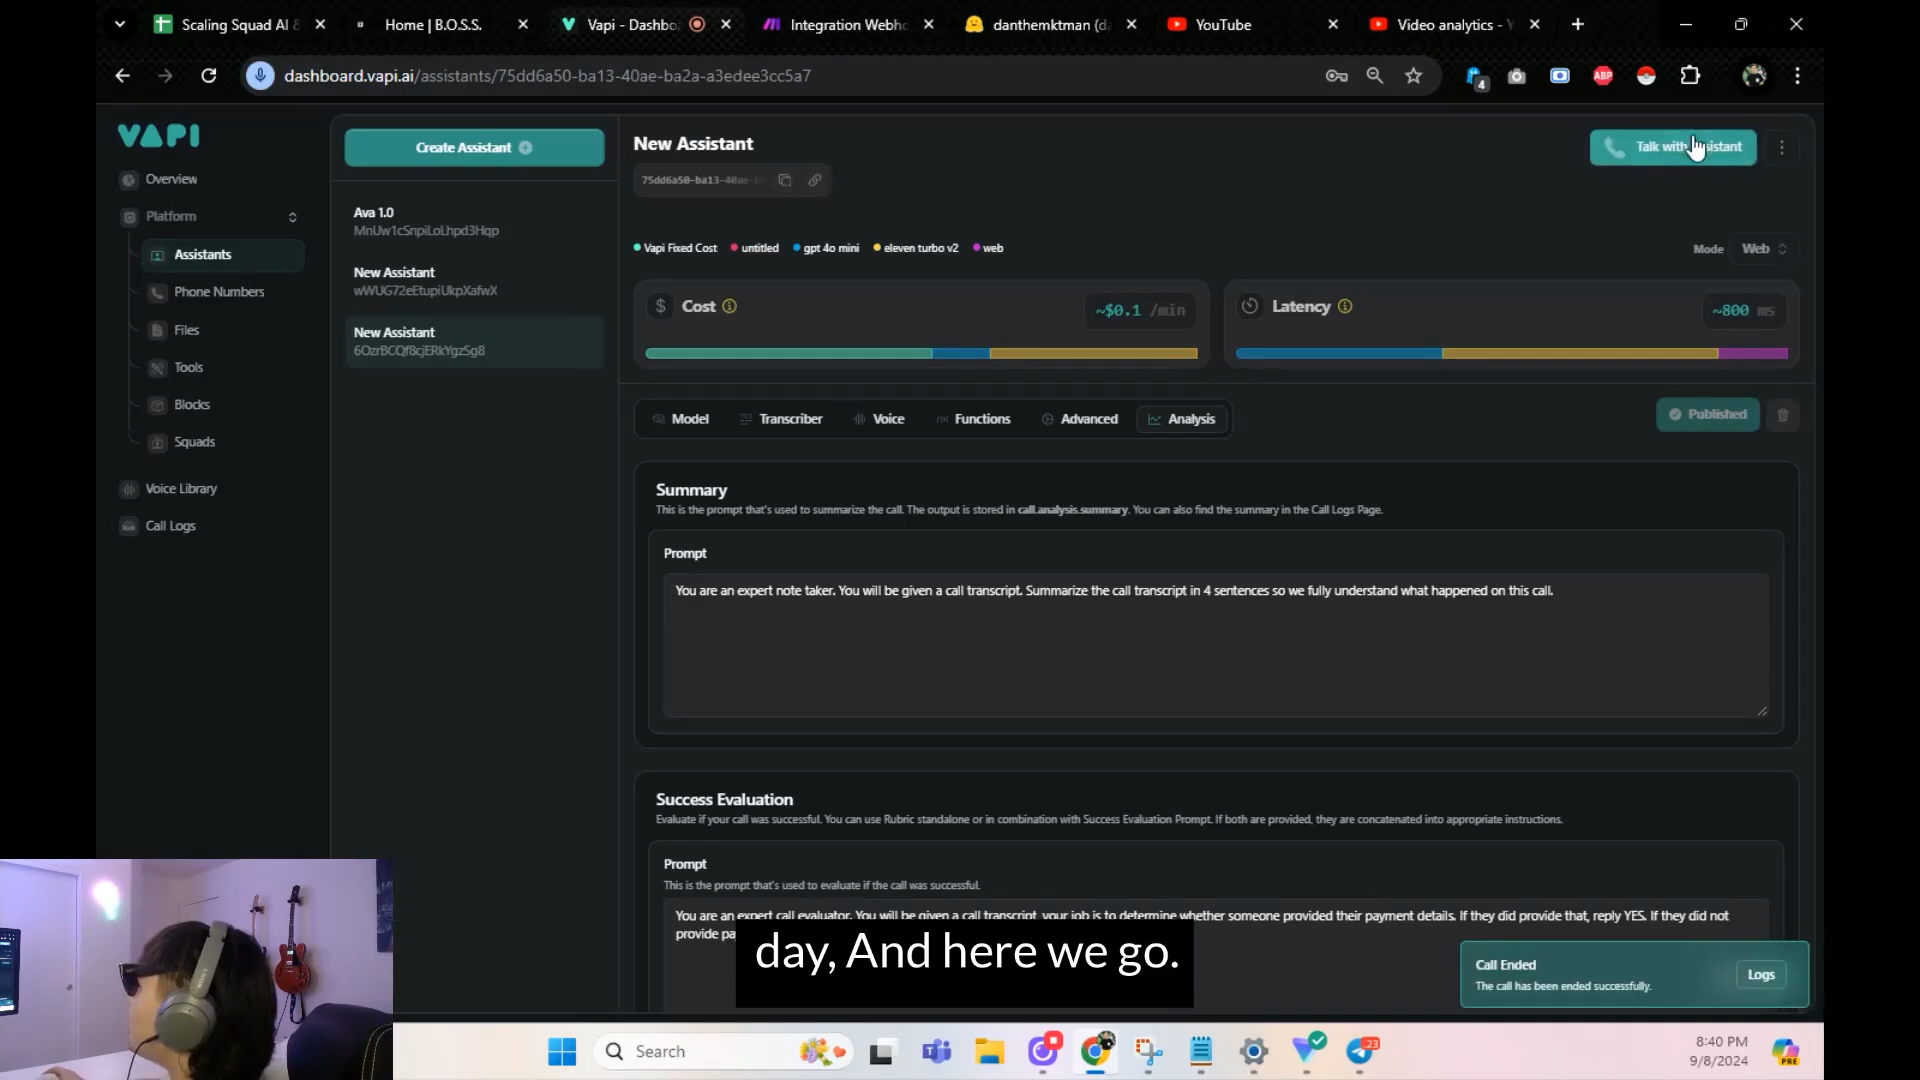 Scaling Squad AI &
Home | B.O.S.S.
Vapi - Dashbo
Integration Webho
danthemktman (d
YouTube
Video analytics - Y
dashboard.vapi.ai/assistants/75dd6a50-ba13-40ae-ba2a-a3edee3cc5a7
4
ABP
VAPI
Overview
Platform
Assistants
Phone Numbers
Files
Tools
Blocks
Squads
Voice Library
Call Logs
Create Assistant
Ava 1.0
MnUw1cSnpiLoLhpd3Hqp
New Assistant
wWUG72eEtupiUkpXafwX
New Assistant
6OzrBCQf8cjERkYgzSg8
New Assistant
Talk with Assistant
75dd6a50-ba13-40ae-
Vapi Fixed Cost
untitled
gpt 4o mini
eleven turbo v2
web
Mode
Web
$
Cost
~$0.1 /min
Latency
~800 ms
Model
Transcriber
Voice
Functions
Advanced
Analysis
Published
Summary
This is the prompt that's used to summarize the call. The output is stored in call.analysis.summary. You can also find the summary in the Call Logs Page.
Prompt
You are an expert note taker. You will be given a call transcript. Summarize the call transcript in 4 sentences so we fully understand what happened on this call.
Success Evaluation
Evaluate if your call was successful. You can use Rubric standalone or in combination with Success Evaluation Prompt. If both are provided, they are concatenated into appropriate instructions.
Prompt
This is the prompt that's used to evaluate if the call was successful.
You are an expert call evaluator. You will be given a call transcript, your job is to determine whether someone provided their payment details. If they did provide that, reply YES. If they did not
provide pa
day, And here we go.
Call Ended
The call has been ended successfully.
Logs
Search
23
8:40 PM
9/8/2024
PRE